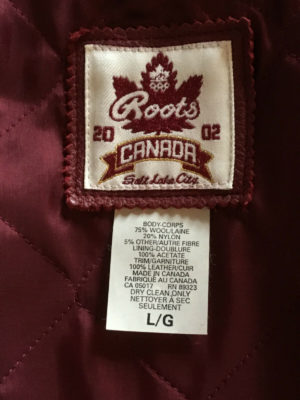 Roots
20 02
CANADA
Salt Lake City
BODY-CORPS
75% WOOL/LAINE
20% NYLON
5% OTHER/AUTRE FIBRE
LINING-DOUBLURE
100% ACETATE
TRIM/GARNITURE
100% LEATHER/CUIR
MADE IN CANADA
FABRIQUÉ AU CANADA
CA 05017 RN 89323
DRY CLEAN ONLY
NETTOYER À SEC
SEULEMENT
L/G